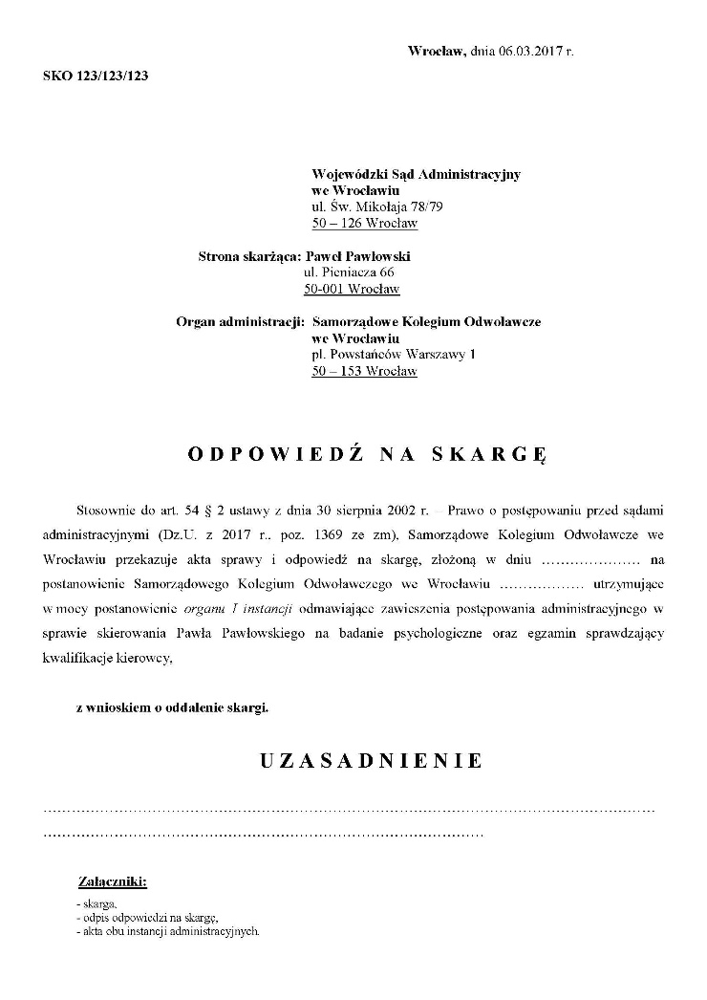 Wrocław, dnia 06.03.2017 r.
SKO 123/123/123
Wojewódzki Sąd Administracyjny
we Wrocławiu
ul. Św. Mikołaja 78/79
50 – 126 Wrocław
Strona skarżąca: Paweł Pawłowski
ul. Pieniacza 66
50-001 Wrocław
Organ administracji: Samorządowe Kolegium Odwoławcze
we Wrocławiu
pl. Powstańców Warszawy 1
50 – 153 Wrocław
ODPOWIEDŹ NA SKARGĘ
Stosownie do art. 54 § 2 ustawy z dnia 30 sierpnia 2002 r. – Prawo o postępowaniu przed sądami
administracyjnymi (Dz.U. z 2017 r., poz. 1369 ze zm), Samorządowe Kolegium Odwoławcze we
Wrocławiu przekazuje akta sprawy i odpowiedź na skargę, złożoną w dniu ………………… na
postanowienie Samorządowego Kolegium Odwoławczego we Wrocławiu ……………… utrzymujące
w mocy postanowienie organu I instancji odmawiające zawieszenia postępowania administracyjnego w
sprawie skierowania Pawła Pawłowskiego na badanie psychologiczne oraz egzamin sprawdzający
kwalifikacje kierowcy,
z wnioskiem o oddalenie skargi.
UZASADNIENIE
…………………………………………………………………………………………………………………
…………………………………………………………………………………
Załączniki:
- skarga,
- odpis odpowiedzi na skargę,
- akta obu instancji administracyjnych.